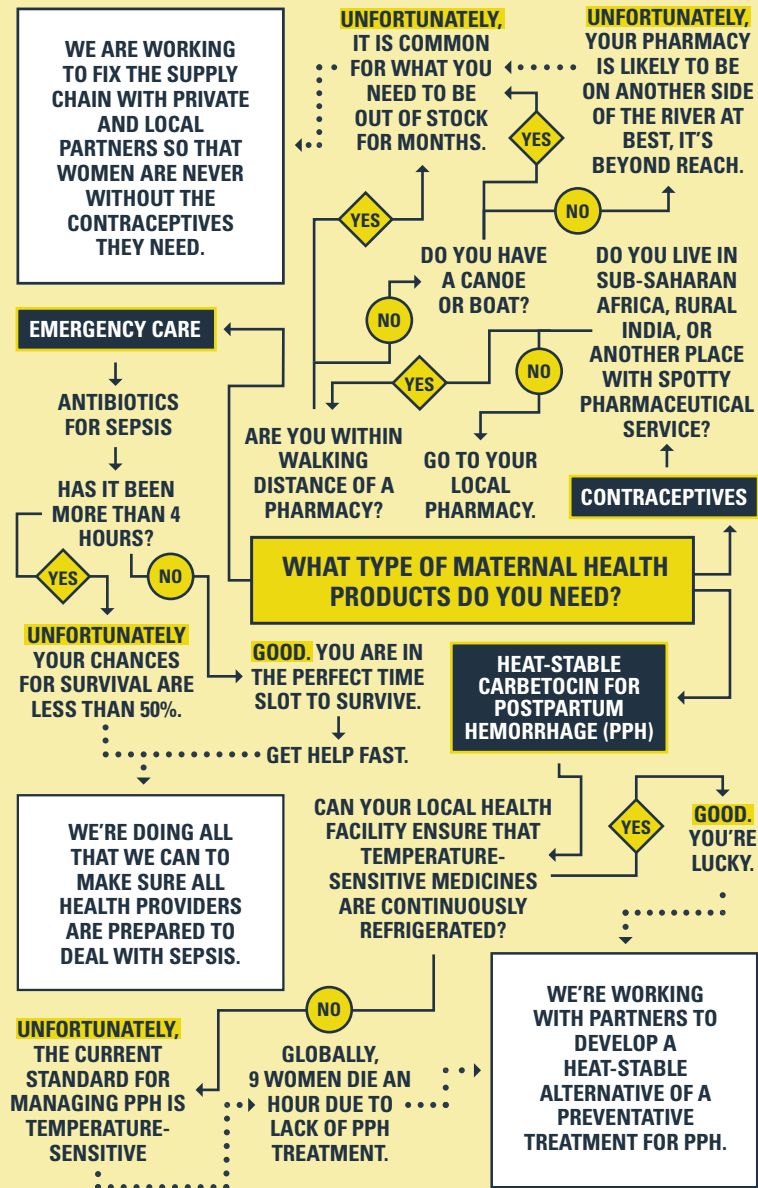 WE ARE WORKING
TO FIX THE SUPPLY
CHAIN WITH PRIVATE
AND LOCAL
PARTNERS SO THAT
WOMEN ARE NEVER
WITHOUT THE
CONTRACEPTIVES
THEY NEED.
UNFORTUNATELY,
IT IS COMMON
FOR WHAT YOU
NEED TO BE
OUT OF STOCK
FOR MONTHS.
UNFORTUNATELY,
YOUR PHARMACY
IS LIKELY TO BE
ON ANOTHER SIDE
OF THE RIVER AT
BEST, IT'S
BEYOND REACH.
YES
NO
YES
DO YOU HAVE
A CANOE
OR BOAT?
DO YOU LIVE IN
SUB-SAHARAN
AFRICA, RURAL
INDIA, OR
ANOTHER PLACE
WITH SPOTTY
PHARMACEUTICAL
SERVICE?
NO
YES
NO
ARE YOU WITHIN
WALKING
DISTANCE OF A
PHARMACY?
GO TO YOUR
LOCAL
PHARMACY.
CONTRACEPTIVES
EMERGENCY CARE
ANTIBIOTICS
FOR SEPSIS
HAS IT BEEN
MORE THAN 4
HOURS?
YES
NO
WHAT TYPE OF MATERNAL HEALTH
PRODUCTS DO YOU NEED?
UNFORTUNATELY
YOUR CHANCES
FOR SURVIVAL ARE
LESS THAN 50%.
GOOD. YOU ARE IN
THE PERFECT TIME
SLOT TO SURVIVE.
GET HELP FAST.
HEAT-STABLE
CARBETOCIN FOR
POSTPARTUM
HEMORRHAGE (PPH)
WE'RE DOING ALL
THAT WE CAN TO
MAKE SURE ALL
HEALTH PROVIDERS
ARE PREPARED TO
DEAL WITH SEPSIS.
CAN YOUR LOCAL HEALTH
FACILITY ENSURE THAT
TEMPERATURE-
SENSITIVE MEDICINES
ARE CONTINUOUSLY
REFRIGERATED?
YES
GOOD.
YOU'RE
LUCKY.
NO
UNFORTUNATELY,
THE CURRENT
STANDARD FOR
MANAGING PPH IS
TEMPERATURE-
SENSITIVE
GLOBALLY,
9 WOMEN DIE AN
HOUR DUE TO
LACK OF PPH
TREATMENT.
WE'RE WORKING
WITH PARTNERS TO
DEVELOP A
HEAT-STABLE
ALTERNATIVE OF A
PREVENTATIVE
TREATMENT FOR PPH.